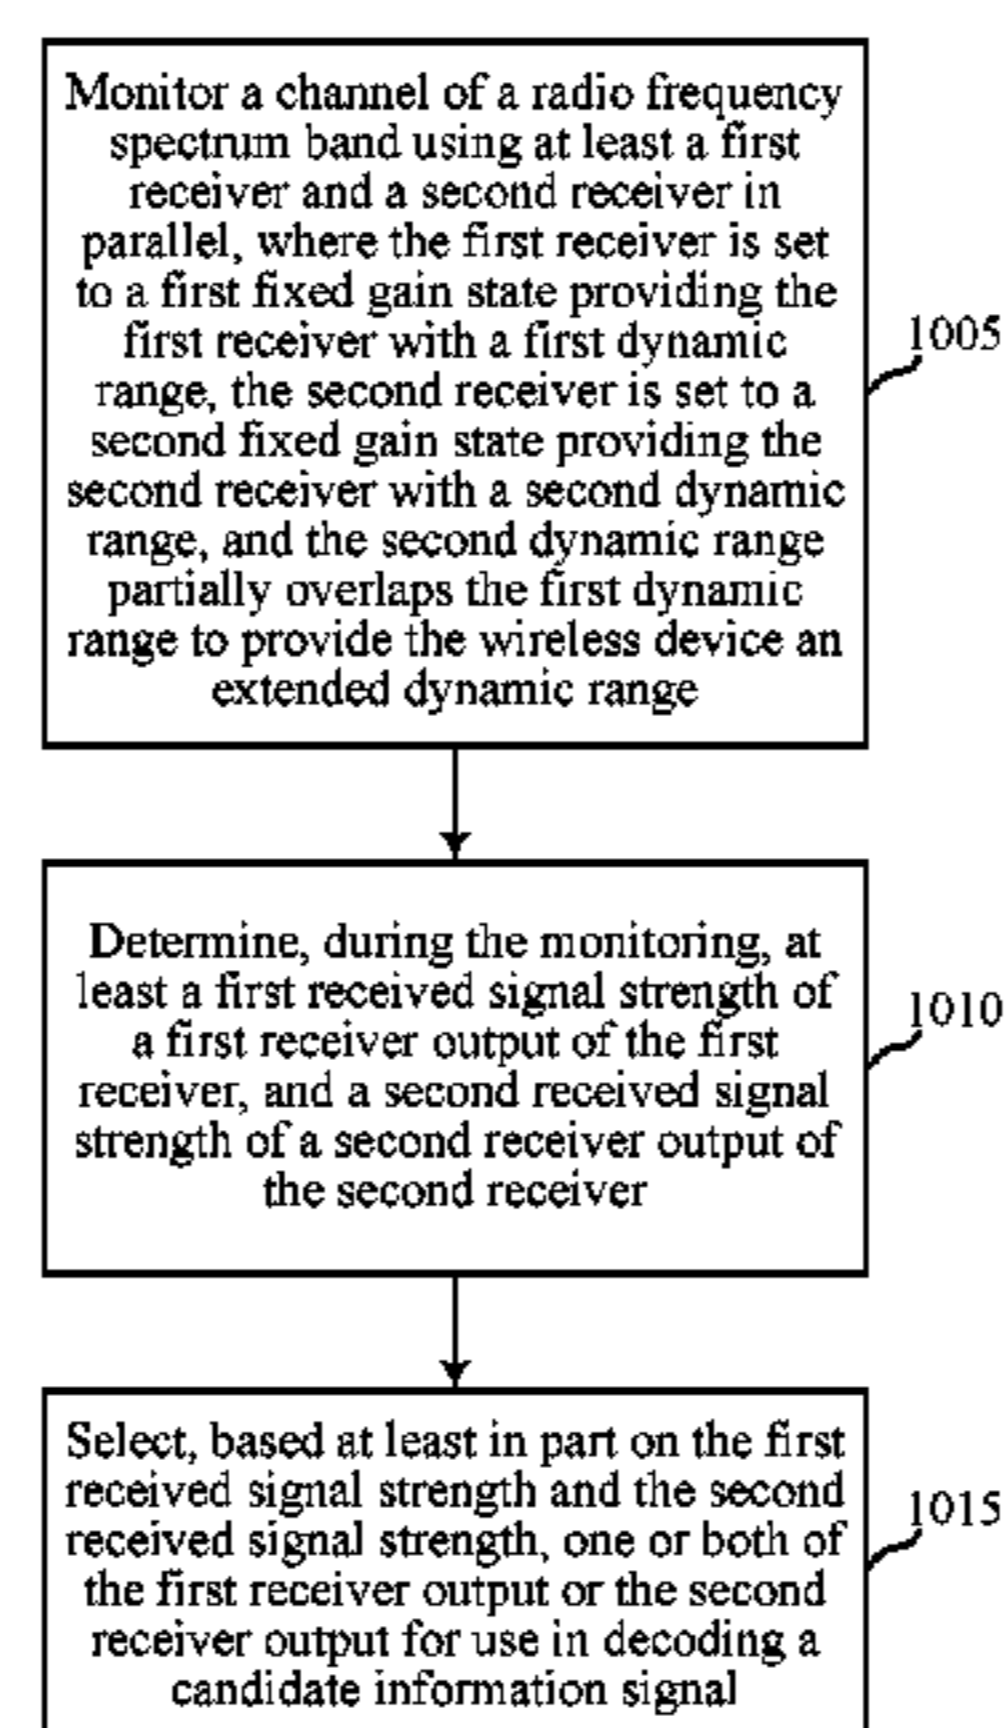 Monitor a channel of a radio frequency
spectrum band using at least a first
receiver and a second receiver in
parallel, where the first receiver is set
to a first fixed gain state providing the
first receiver with a first dynamic
range, the second receiver is set to a
second fixed gain state providing the
second receiver with a second dynamic
range, and the second dynamic range
partially overlaps the first dynamic
range to provide the wireless device an
extended dynamic range
1005
Determine, during the monitoring, at
least a first received signal strength of
a first receiver output of the first
receiver, and a second received signal
strength of a second receiver output of
the second receiver
1010
Select, based at least in part on the first
received signal strength and the second
received signal strength, one or both of
the first receiver output or the second
receiver output for use in decoding a
candidate information signal
1015